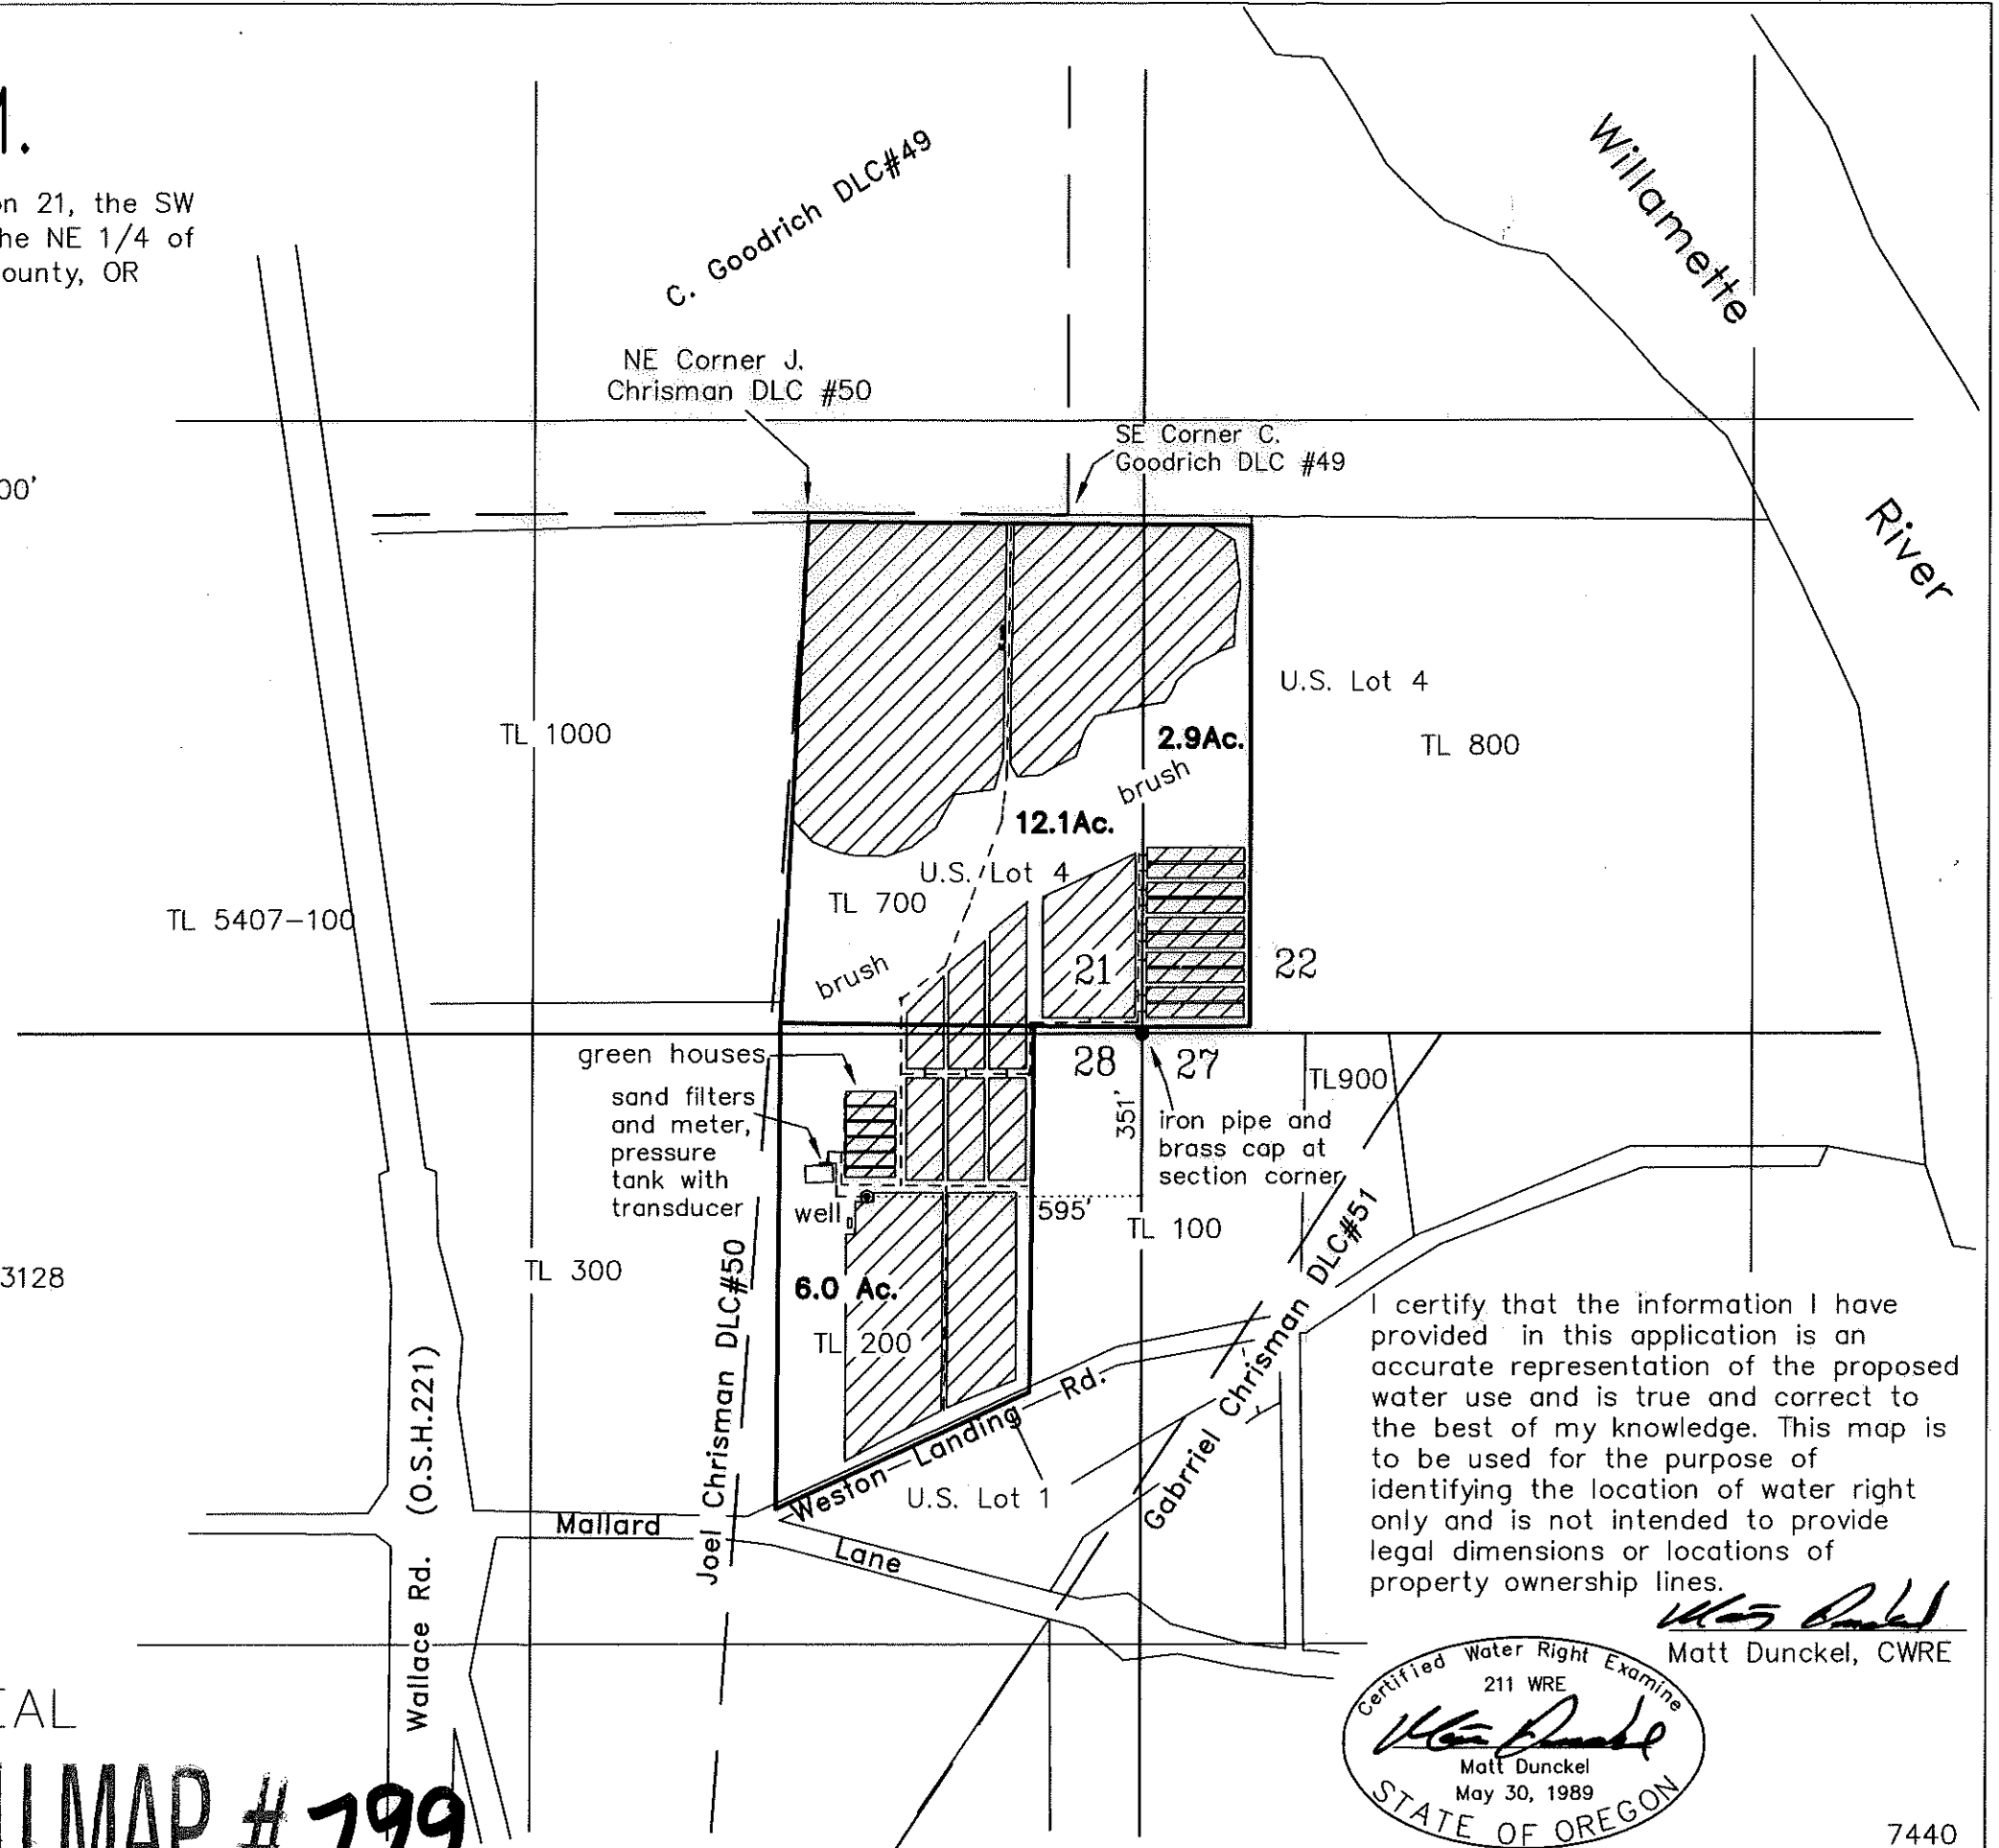 M.
on 21, the SW
the NE 1/4 of
ounty, OR
00'
3128
EAL
MAP # 799
Willamette
River
C. Goodrich DLC#49
NE Corner J.
Chrisman DLC #50
SE Corner C.
Goodrich DLC #49
U.S. Lot 4
TL 1000
TL 800
2.9Ac.
brush
12.1Ac.
U.S. Lot 4
TL 700
TL 5407-100
brush
21
22
28
27
green houses
sand filters
and meter,
pressure
tank with
transducer
well
351'
595'
iron pipe and
brass cap at
section corner
TL900
TL 100
TL 300
6.0 Ac.
TL 200
Joel Chrisman DLC#50
Gabrriel Chrisman DLC#51
Weston Landing Rd.
U.S. Lot 1
Mallard Lane
Wallace Rd. (O.S.H.221)
I certify that the information I have
provided in this application is an
accurate representation of the proposed
water use and is true and correct to
the best of my knowledge. This map is
to be used for the purpose of
identifying the location of water right
only and is not intended to provide
legal dimensions or locations of
property ownership lines.
Matt Dunckel, CWRE
Certified Water Right Examine
211 WRE
Matt Dunckel
May 30, 1989
STATE OF OREGON
7440